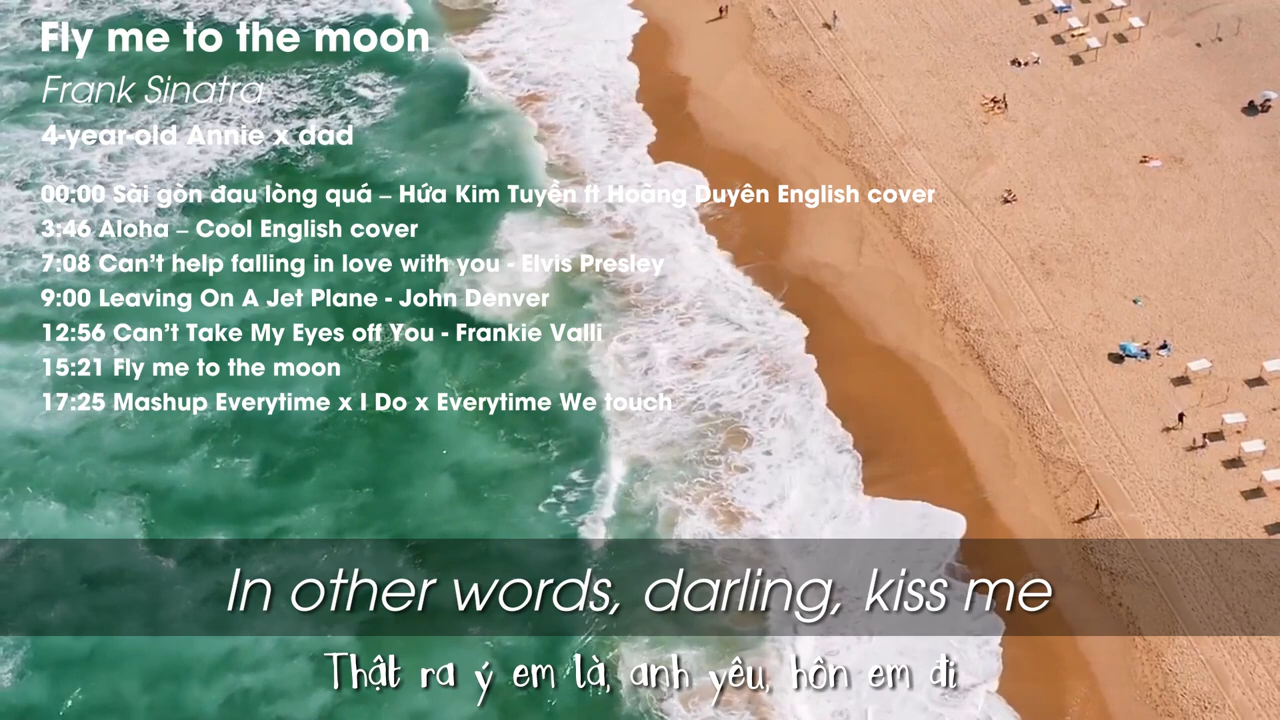 Fly me to the moon
Frank Sinatra
4-year-old Annie x dad
00:00 Sài gòn đau lòng quá – Hứa Kim Tuyền ft Hoàng Duyên English cover
3:46 Aloha – Cool English cover
7:08 Can’t help falling in love with you - Elvis Presley
9:00 Leaving On A Jet Plane - John Denver
12:56 Can’t Take My Eyes off You - Frankie Valli
15:21 Fly me to the moon
17:25 Mashup Everytime x I Do x Everytime We touch
In other words, darling, kiss me
Thật ra ý em là, anh yêu, hôn em đi